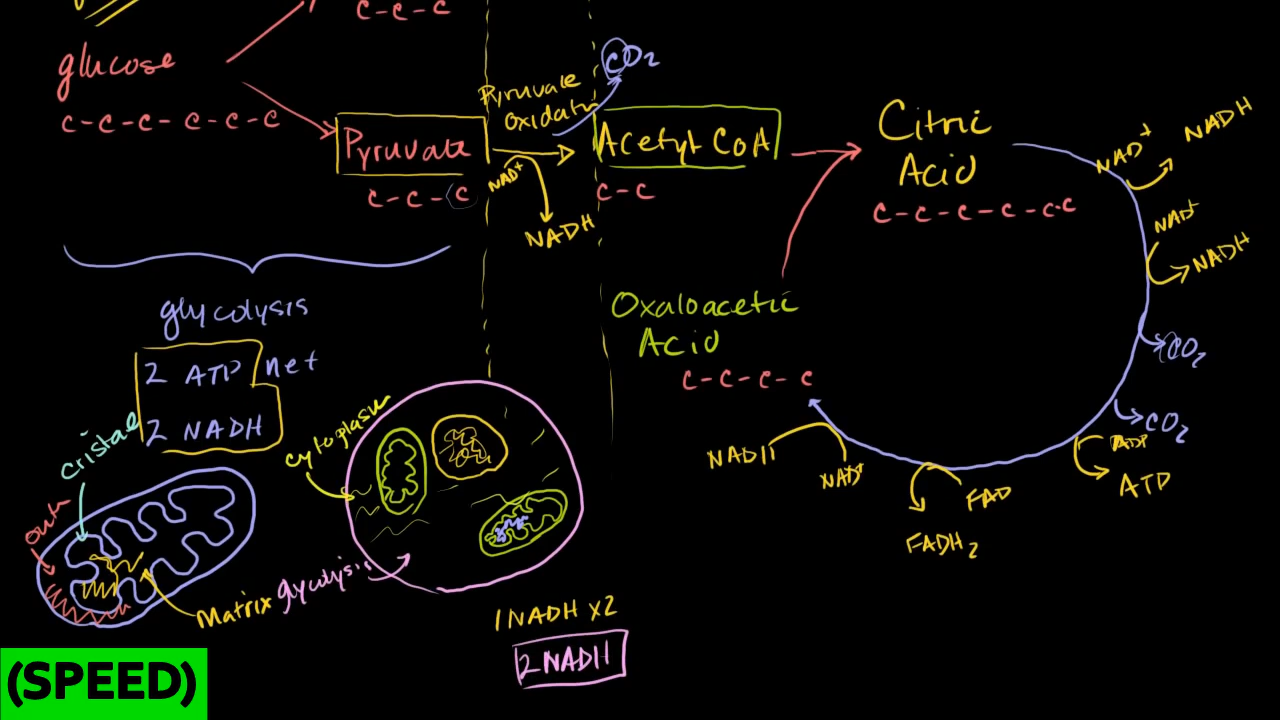 C-C-C
glucose
C-C-C-C-C-C
Pyruvate
C-C-C
Pyruvate
oxidatn
CO2
NAD+
NADH
Acetyl CoA
C-C
Citric
Acid
C-C-C-C-C-C
NAD+
NADH
NAD+
NADH
CO2
CO2
ADP
ATP
FAD
FADH2
NAD+
NADH
Oxaloacetic
Acid
C-C-C-C
glycolysis
2 ATP net
2 NADH
cristae
outr
Matrix
cytoplasm
glycolysis
1 NADH x2
2 NADH
(SPEED)